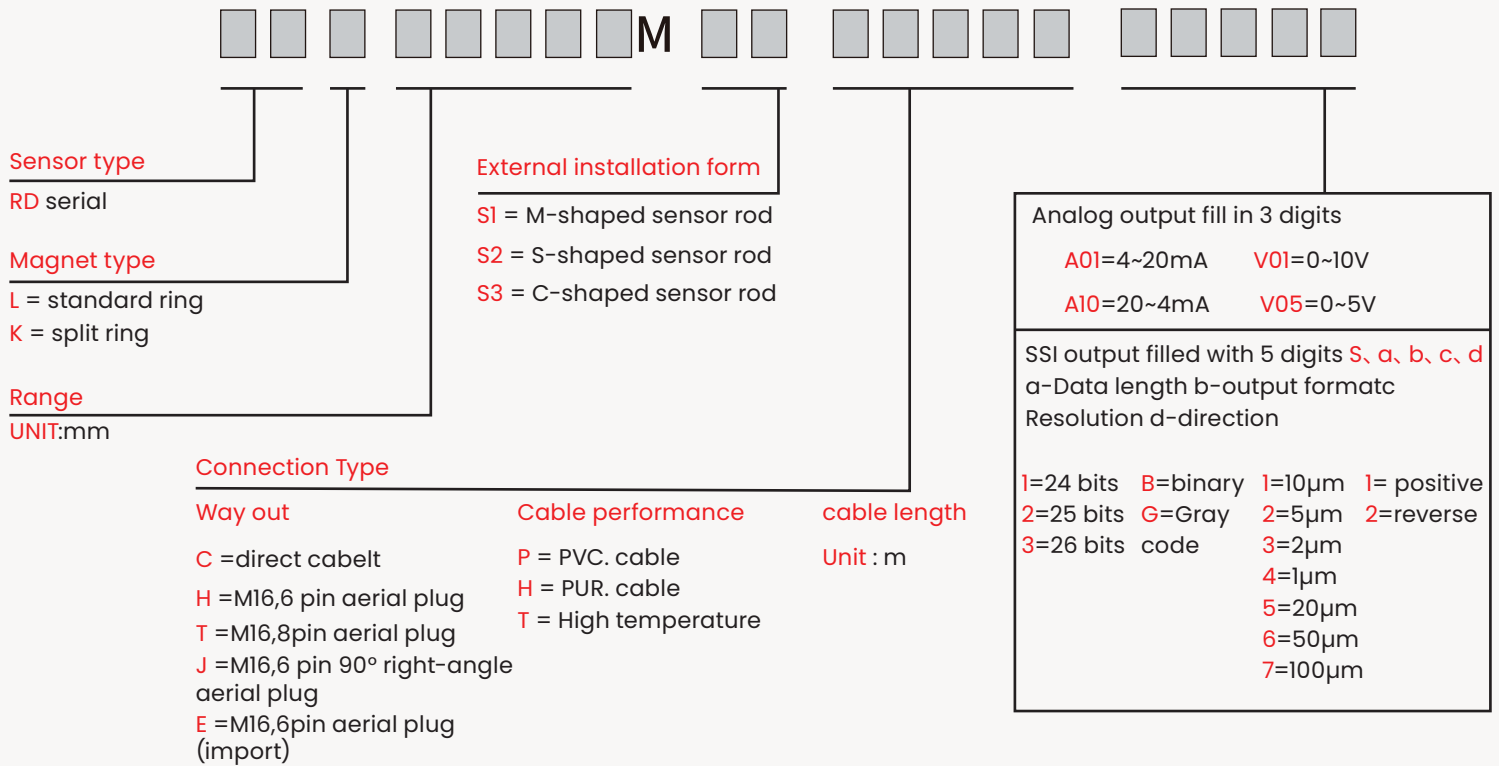 M
Sensor type
RD serial
Magnet type
L = standard ring
K = split ring
Range
UNIT:mm
External installation form
S1 = M-shaped sensor rod
S2 = S-shaped sensor rod
S3 = C-shaped sensor rod
Connection Type
Way out
C =direct cabelt
H =M16,6 pin aerial plug
T =M16,8pin aerial plug
J =M16,6 pin 90° right-angle
aerial plug
E =M16,6pin aerial plug
(import)
Cable performance
P = PVC. cable
H = PUR. cable
T = High temperature
cable length
Unit : m
Analog output fill in 3 digits
A01=4~20mA V01=0~10V
A10=20~4mA V05=0~5V
SSI output filled with 5 digits S、a、b、c、d
a-Data length b-output formatc
Resolution d-direction
1=24 bits B=binary 1=10μm 1= positive
2=25 bits G=Gray 2=5μm 2=reverse
3=26 bits code 3=2μm
4=1μm
5=20μm
6=50μm
7=100μm